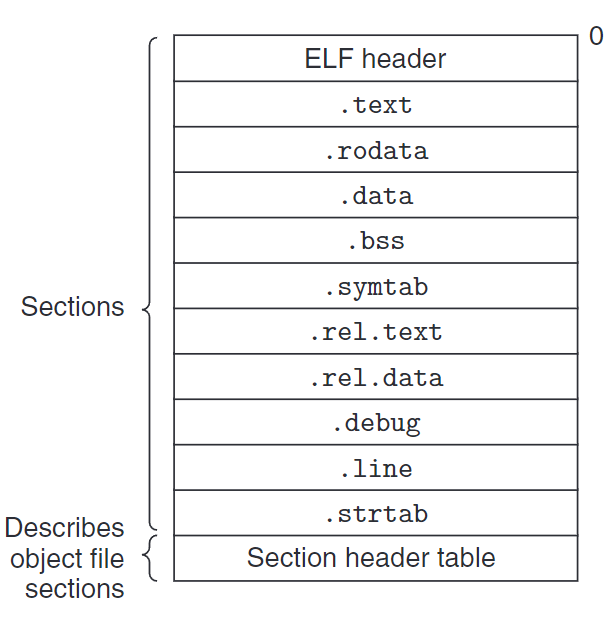 0
ELF header
.text
.rodata
.data
.bss
.symtab
Sections
.rel.text
.rel.data
.debug
.line
.strtab
Describes
object file
sections
Section header table